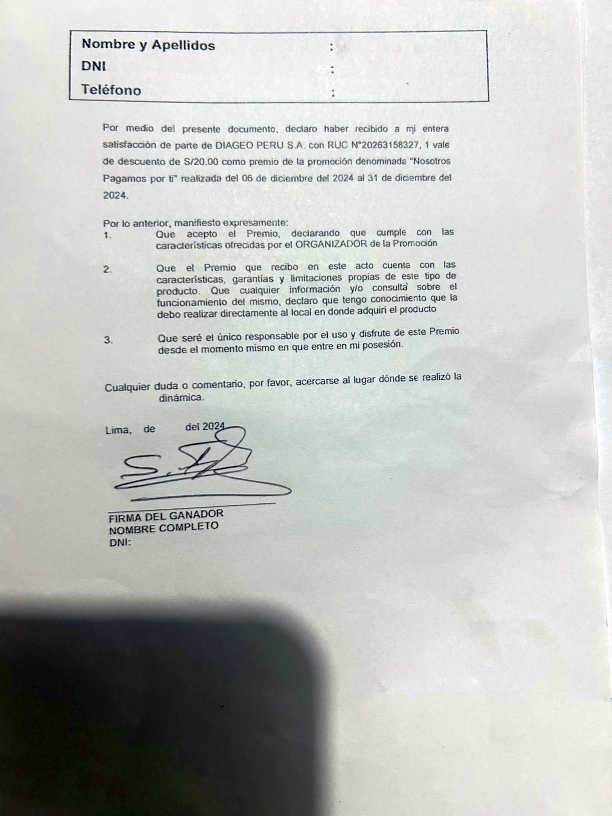 Nombre y Apellidos :
DNI :
Teléfono :
Por medio del presente documento, declaro haber recibido a mi entera
satisfacción de parte de DIAGEO PERU S.A. con RUC N°20263158327, 1 vale
de descuento de S/20.00 como premio de la promoción denominada "Nosotros
Pagamos por ti" realizada del 06 de diciembre del 2024 al 31 de diciembre del
2024.
Por lo anterior, manifiesto expresamente:
1. Que acepto el Premio, declarando que cumple con las
características ofrecidas por el ORGANIZADOR de la Promoción
2. Que el Premio que recibo en este acto cuenta con las
características, garantías y limitaciones propias de este tipo de
producto. Que cualquier información y/o consulta sobre el
funcionamiento del mismo, declaro que tengo conocimiento que la
debo realizar directamente al local en donde adquirí el producto
3. Que seré el único responsable por el uso y disfrute de este Premio
desde el momento mismo en que entre en mi posesión.
Cualquier duda o comentario, por favor, acercarse al lugar dónde se realizó la
dinámica.
Lima, de del 2024
FIRMA DEL GANADOR
NOMBRE COMPLETO
DNI: